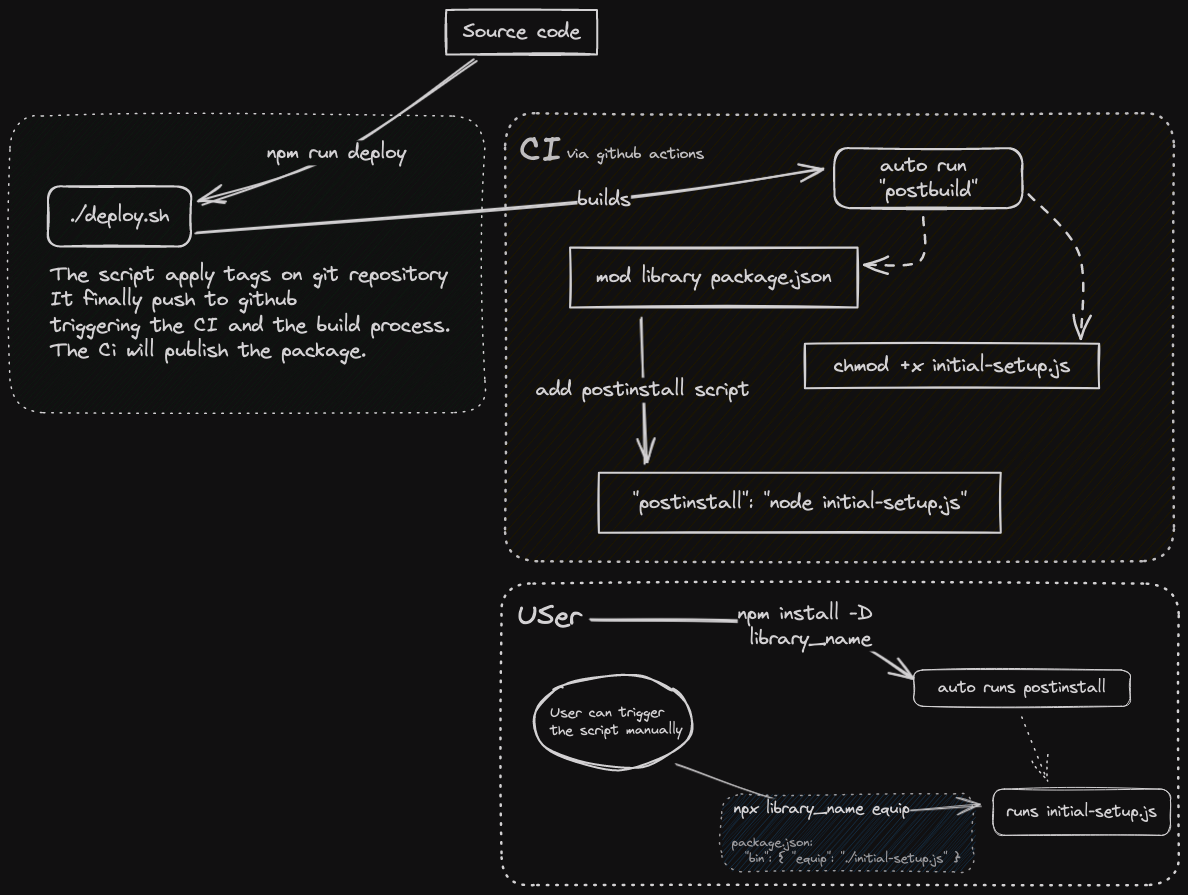 Source code
npm run deploy
./deploy.sh
The script apply tags on git repository
It finally push to github
triggering the CI and the build process.
The Ci will publish the package.
CI via github actions
builds
auto run
"postbuild"
mod library package.json
chmod +x initial-setup.js
add postinstall script
"postinstall": "node initial-setup.js"
USer
npm install -D
library_name
auto runs postinstall
User can trigger
the script manually
npx library_name equip
package.json:
"bin": { "equip": "./initial-setup.js" }
runs initial-setup.js